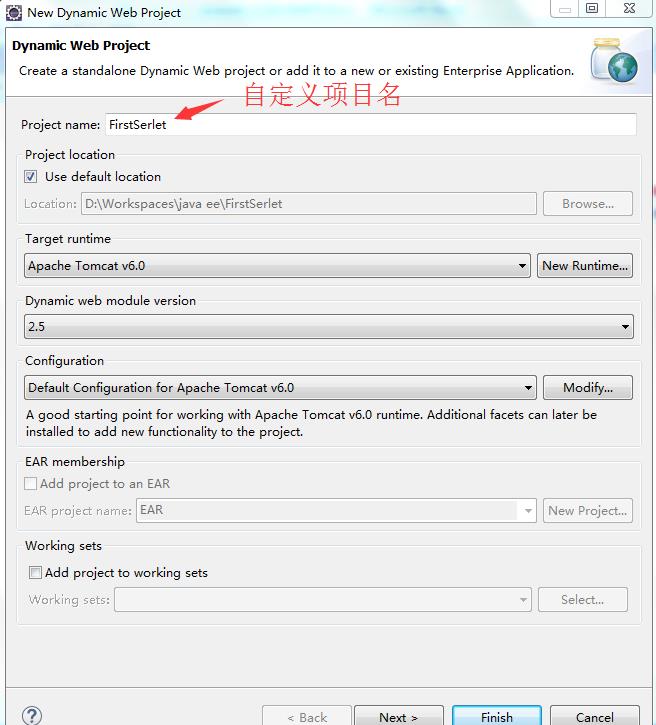 New Dynamic Web Project
Dynamic Web Project
Create a standalone Dynamic Web project or add it to a new or existing Enterprise Application.
自定义项目名
Project name: FirstSerlet
Project location
Use default location
Location: D:\Workspaces\java ee\FirstSerlet Browse...
Target runtime
Apache Tomcat v6.0 New Runtime...
Dynamic web module version
2.5
Configuration
Default Configuration for Apache Tomcat v6.0 Modify...
A good starting point for working with Apache Tomcat v6.0 runtime. Additional facets can later be
installed to add new functionality to the project.
EAR membership
Add project to an EAR
EAR project name: EAR New Project...
Working sets
Add project to working sets
Working sets: Select...
? < Back Next > Finish Cancel